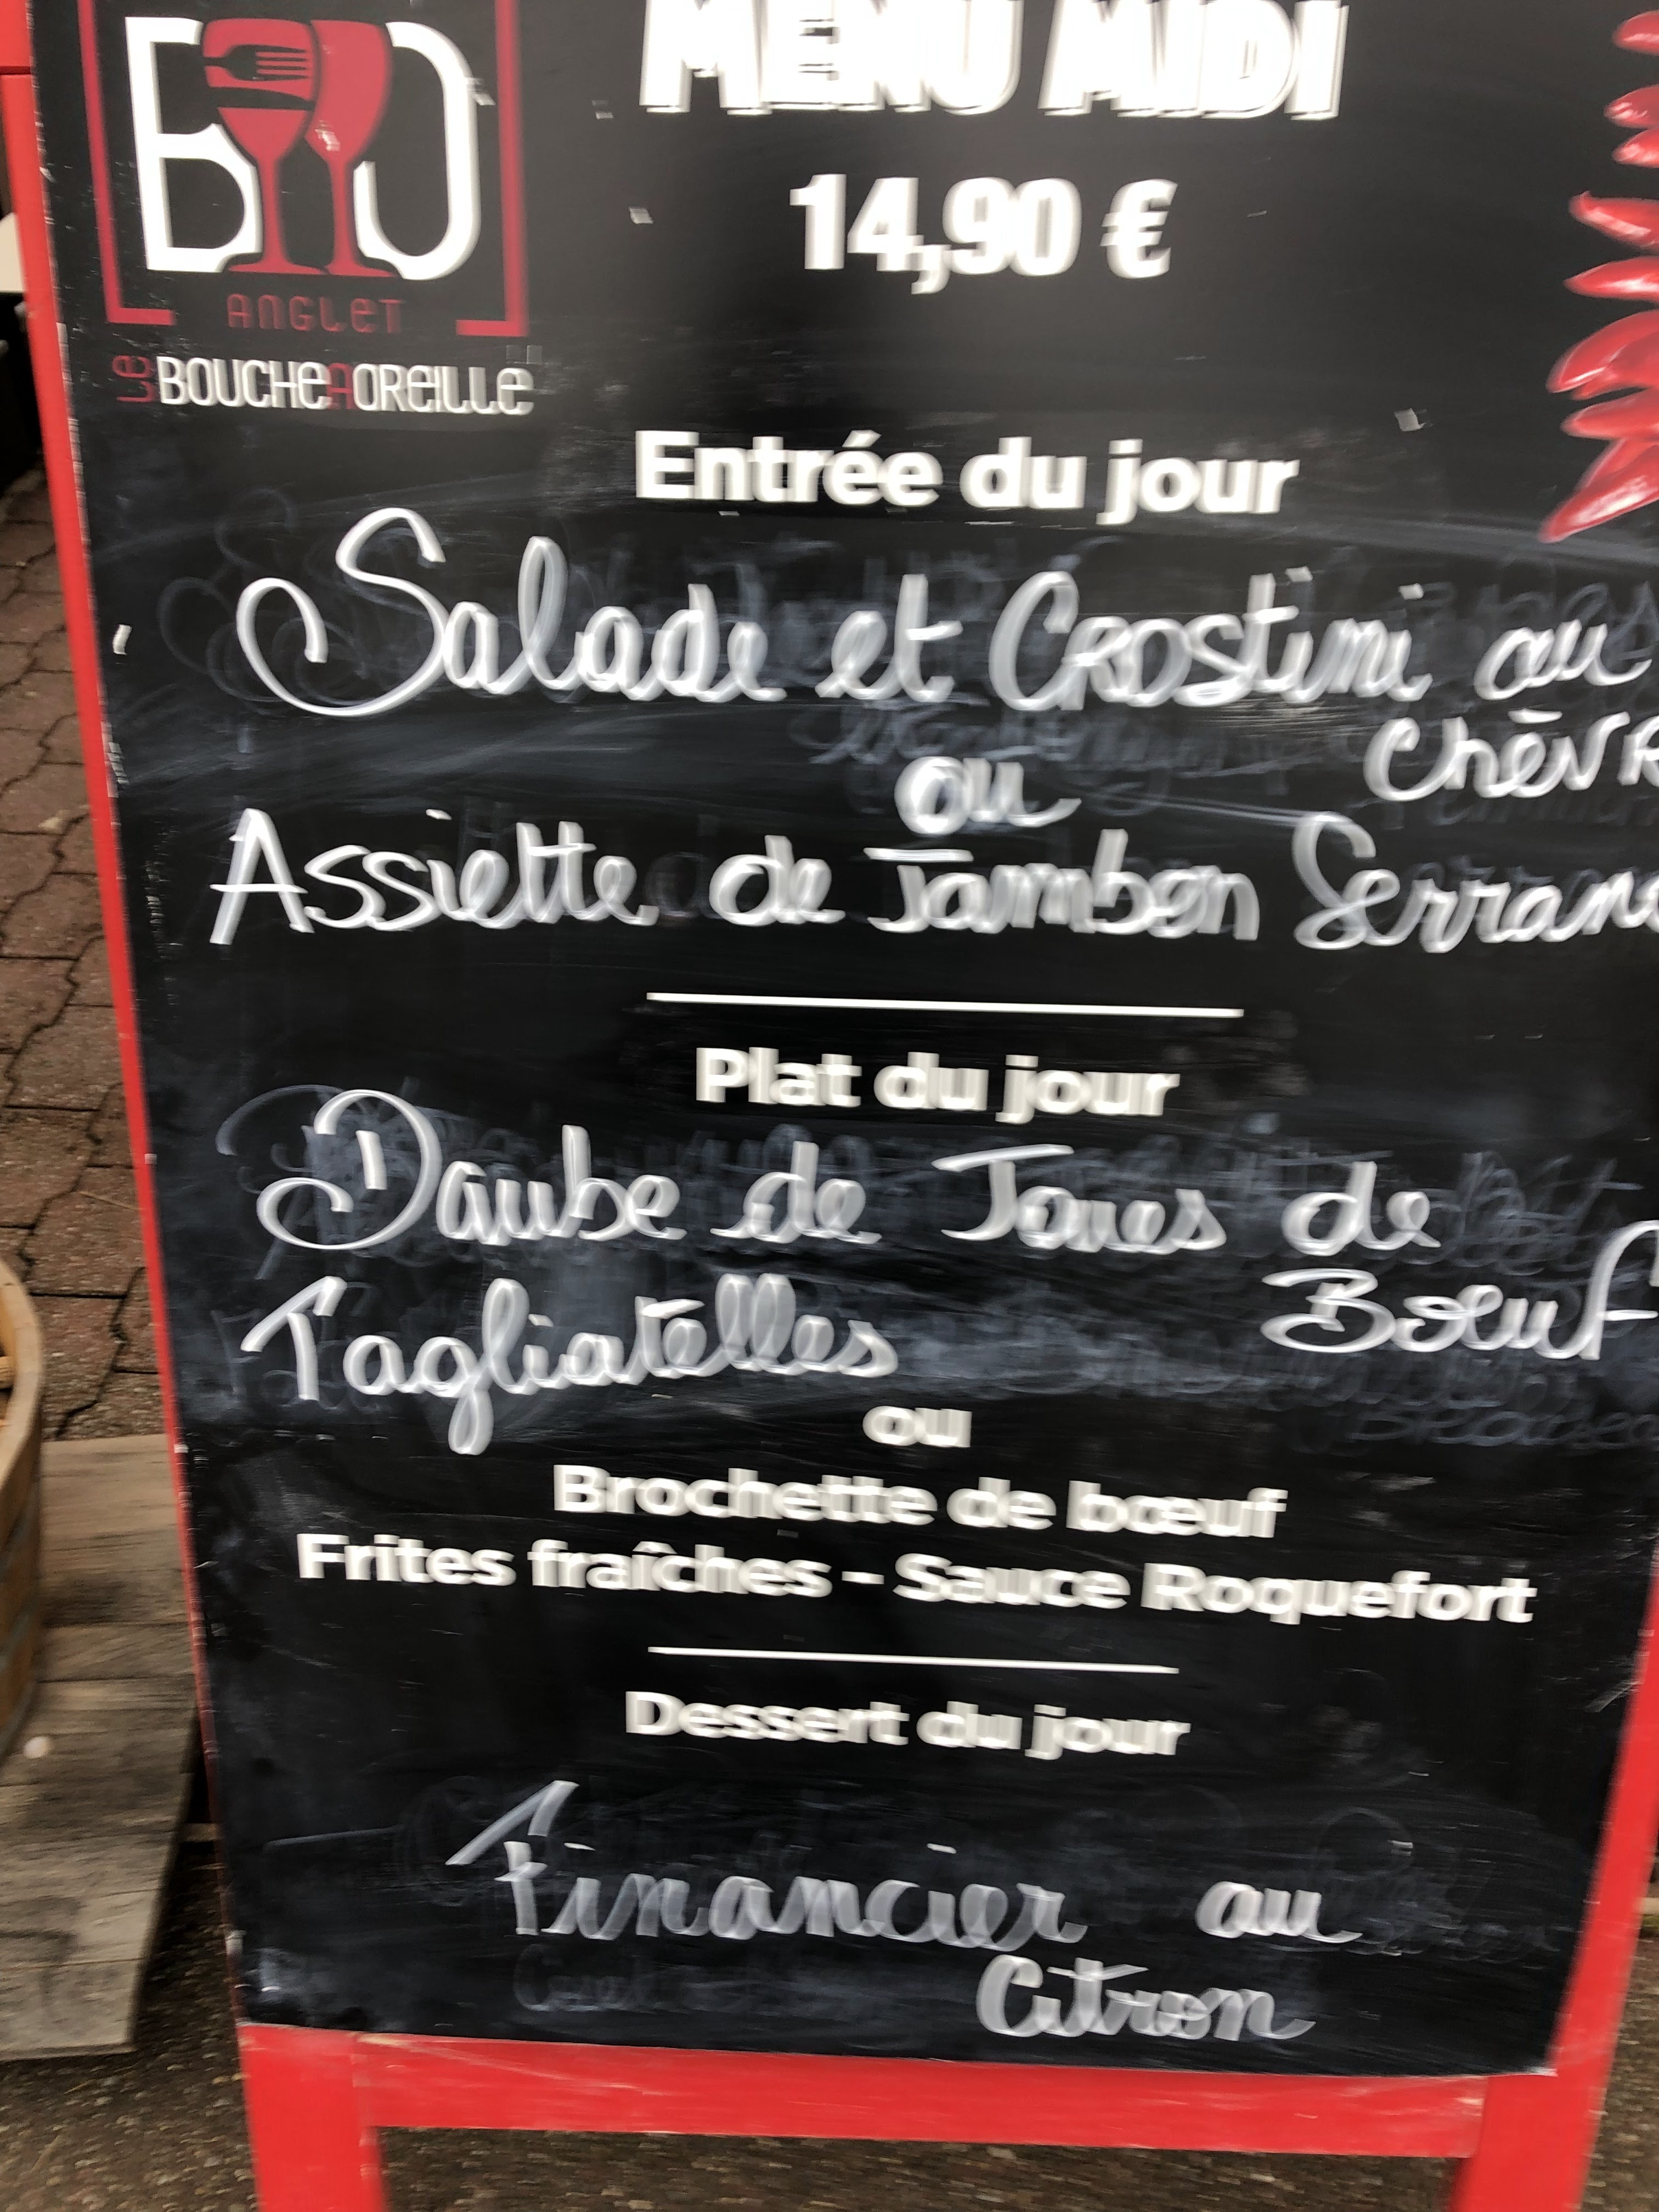 BO
MENU MIDI
14,90 €
ANGLET
Le BOUCHE A OREILLE
Entrée du jour
Salade et Crostini au
chèvr
ou
Assiette de Jambon Serran
Plat du jour
Daube de Joues de
Boeuf
Tagliatelles
ou
Brochette de bœuf
Frites fraîches - Sauce Roquefort
Dessert du jour
Financier au
Citron